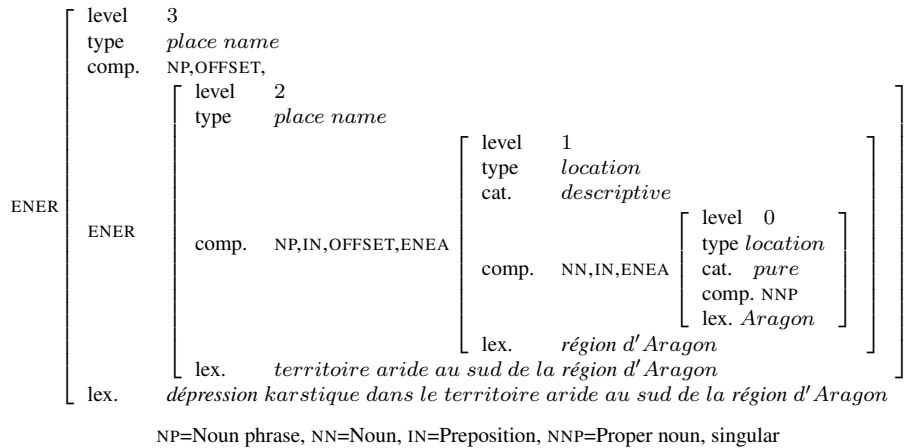 level 3
type place name
comp. NP,OFFSET,
level 2
type place name
level 1
type location
cat. descriptive
ENER
ENER
comp. NP,IN,OFFSET,ENEA
comp. NN,IN,ENEA
level 0
type location
cat. pure
comp. NNP
lex. Aragon
lex. région d'Aragon
lex. territoire aride au sud de la région d'Aragon
lex. dépression karstique dans le territoire aride au sud de la région d'Aragon
NP=Noun phrase, NN=Noun, IN=Preposition, NNP=Proper noun, singular